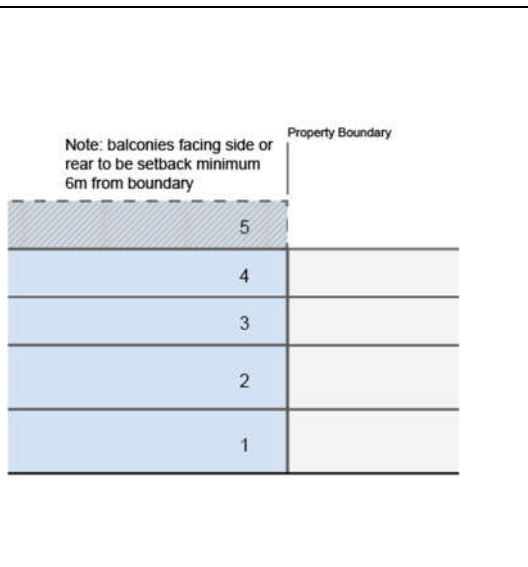 Note: balconies facing side or
rear to be setback minimum
6m from boundary
Property Boundary
5
4
3
2
1